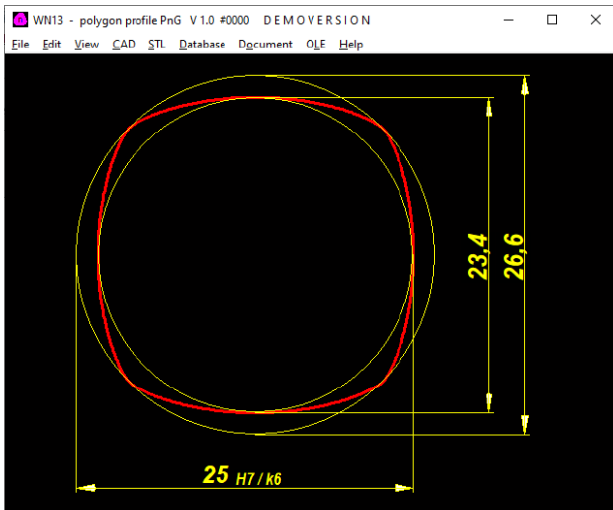 WN13 - polygon profile PnG V 1.0 #0000 D E M O V E R S I O N
File Edit View CAD STL Database Document OLE Help
23,4
26,6
25 H7 / k6